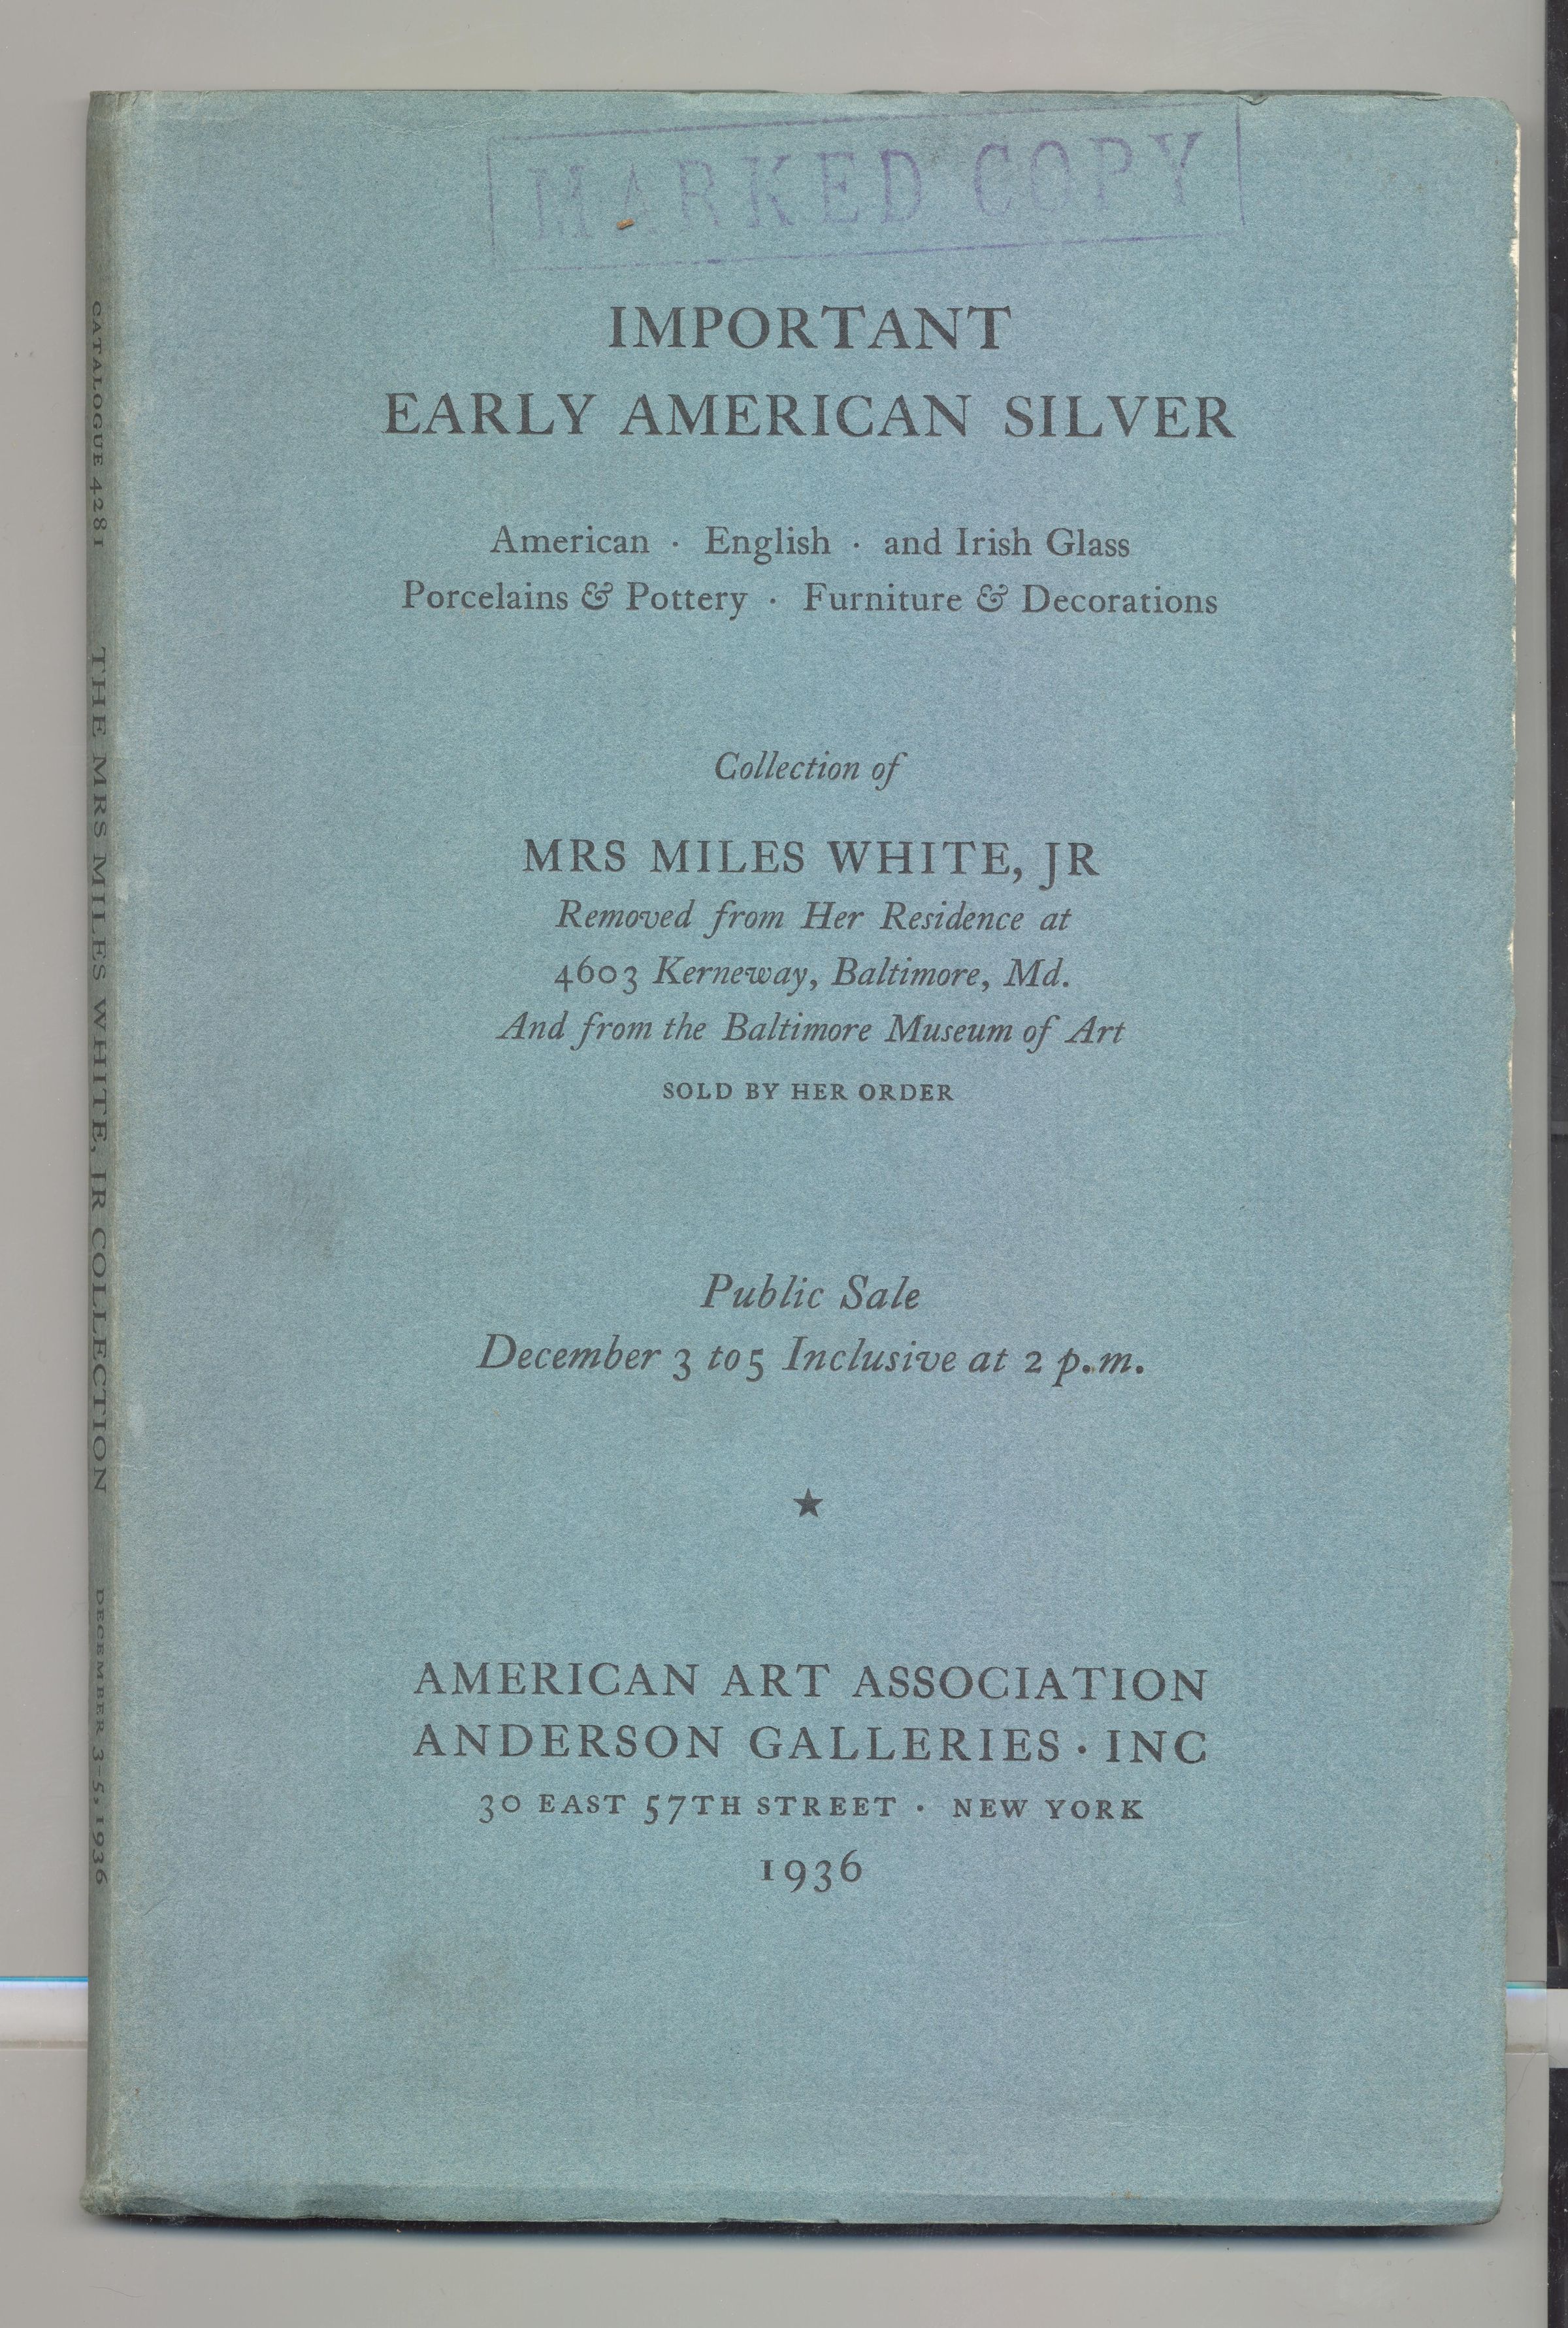 MARKED COPY
IMPORTANT
EARLY AMERICAN SILVER
American · English · and Irish Glass
Porcelains & Pottery · Furniture & Decorations
Collection of
MRS MILES WHITE, JR
Removed from Her Residence at
4603 Kerneway, Baltimore, Md.
And from the Baltimore Museum of Art
SOLD BY HER ORDER
Public Sale
December 3 to 5 Inclusive at 2 p.m.
AMERICAN ART ASSOCIATION
ANDERSON GALLERIES · INC
30 EAST 57TH STREET · NEW YORK
1936
CATALOGUE 4281 THE MRS MILES WHITE, JR COLLECTION DECEMBER 3-5, 1936